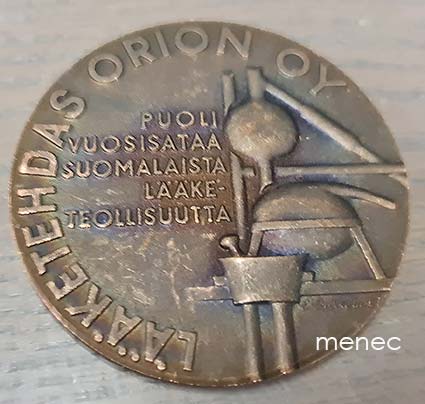 LÄÄKETEHDAS ORION OY
PUOLI
VUOSISATAA
SUOMALAISTA
LÄÄKE-
TEOLLISUUTTA
menec